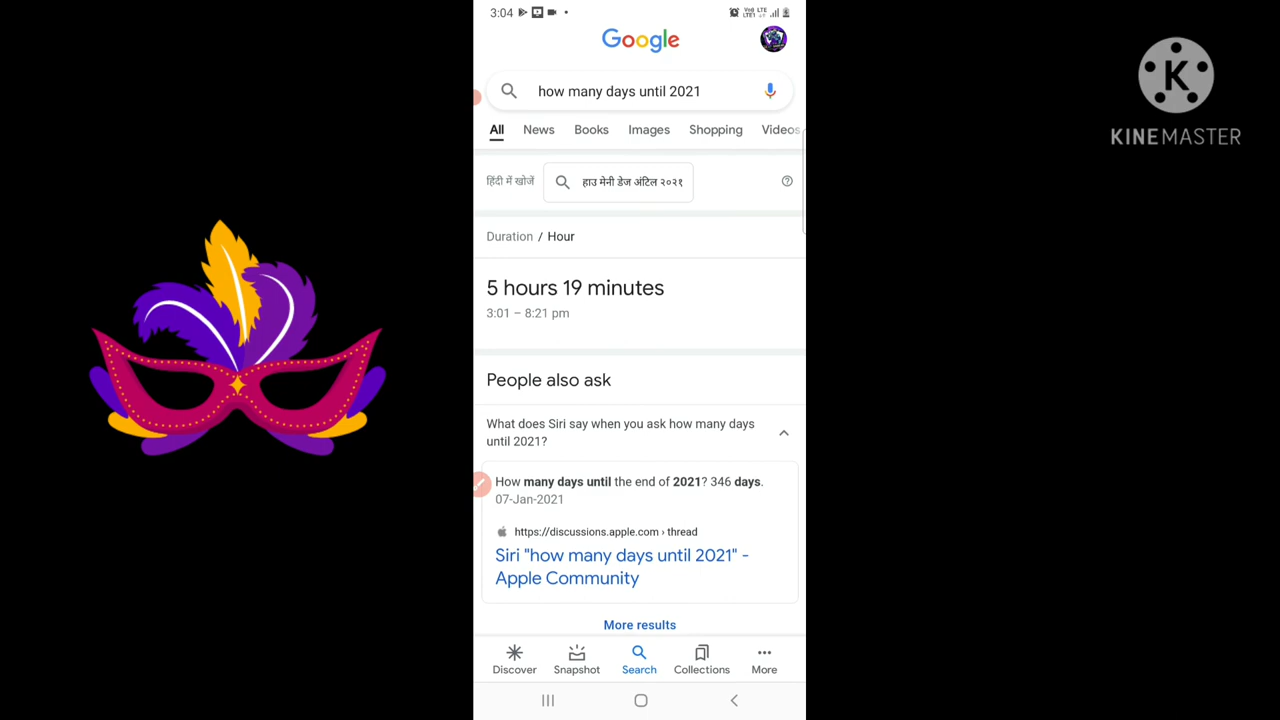 3:04
Vo)) LTE
LTE1
Google
how many days until 2021
All News Books Images Shopping Videos
हिंदी में खोजें
हाउ मेनी डेज अंटिल २०२१
Duration / Hour
5 hours 19 minutes
3:01 – 8:21 pm
People also ask
What does Siri say when you ask how many days
until 2021?
How many days until the end of 2021? 346 days.
07-Jan-2021
https://discussions.apple.com › thread
Siri "how many days until 2021" -
Apple Community
More results
Discover Snapshot Search Collections More
K
KINEMASTER